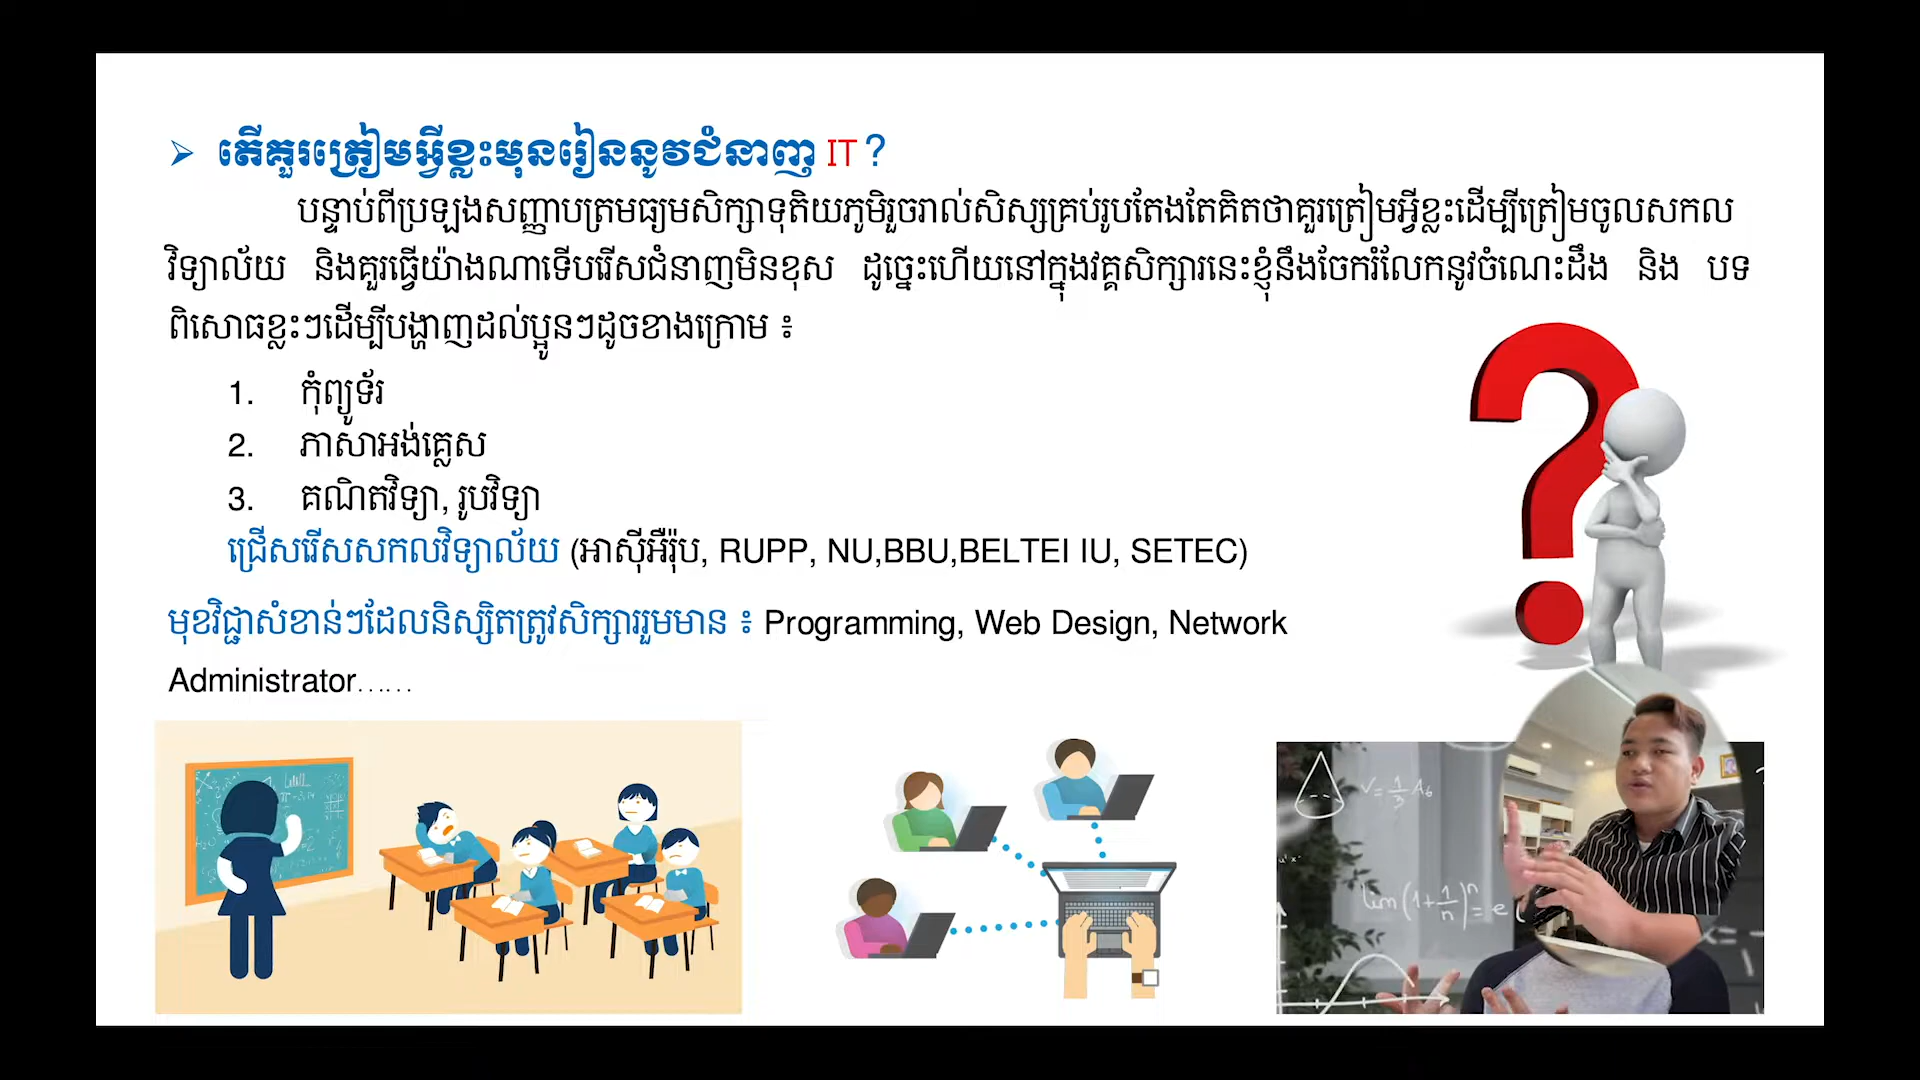 ➢ តើគួរត្រៀមអ្វីខ្លះមុនរៀននូវជំនាញ IT ?
បន្ទាប់ពីប្រឡងសញ្ញាបត្រមធ្យមសិក្សាទុតិយភូមិរួចរាល់សិស្សគ្រប់រូបតែងតែគិតថាគួរត្រៀមអ្វីខ្លះដើម្បីត្រៀមចូលសកល
វិទ្យាល័យ និងគួរធ្វើយ៉ាងណាទើបរើសជំនាញមិនខុស ដូច្នេះហើយនៅក្នុងវគ្គសិក្សារនេះខ្ញុំនឹងចែករំលែកនូវចំណេះដឹង និង បទ
ពិសោធខ្លះៗដើម្បីបង្ហាញដល់ប្អូនៗដូចខាងក្រោម ៖
1. កុំព្យូទ័រ
2. ភាសាអង់គ្លេស
3. គណិតវិទ្យា, រូបវិទ្យា
ជ្រើសរើសសកលវិទ្យាល័យ (អាស៊ីអឺរ៉ុប, RUPP, NU,BBU,BELTEI IU, SETEC)
មុខវិជ្ជាសំខាន់ៗដែលនិស្សិតត្រូវសិក្សាររួមមាន ៖ Programming, Web Design, Network
Administrator……
V = 1/3 A_b
lim (1+1/n)^n = e